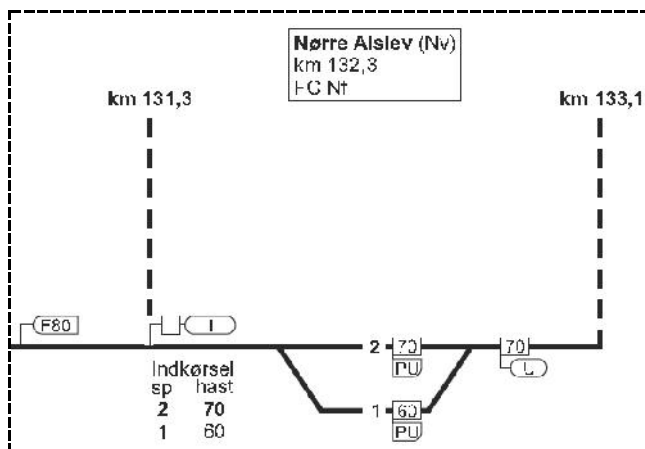 Nørre Alslev (Nv)
km 132,3
FC Nf
km 131,3
km 133,1
F80
I
2
70
70
PU
U
Indkørsel
sp hast
2 70
1 60
1
60
PU